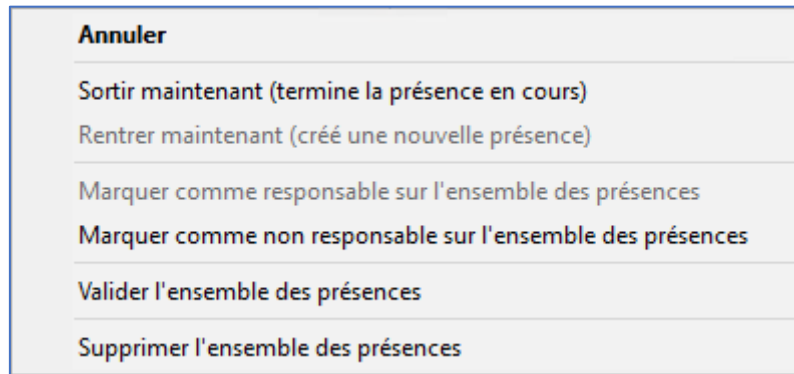 Annuler
Sortir maintenant (termine la présence en cours)
Rentrer maintenant (créé une nouvelle présence)
Marquer comme responsable sur l'ensemble des présences
Marquer comme non responsable sur l'ensemble des présences
Valider l'ensemble des présences
Supprimer l'ensemble des présences